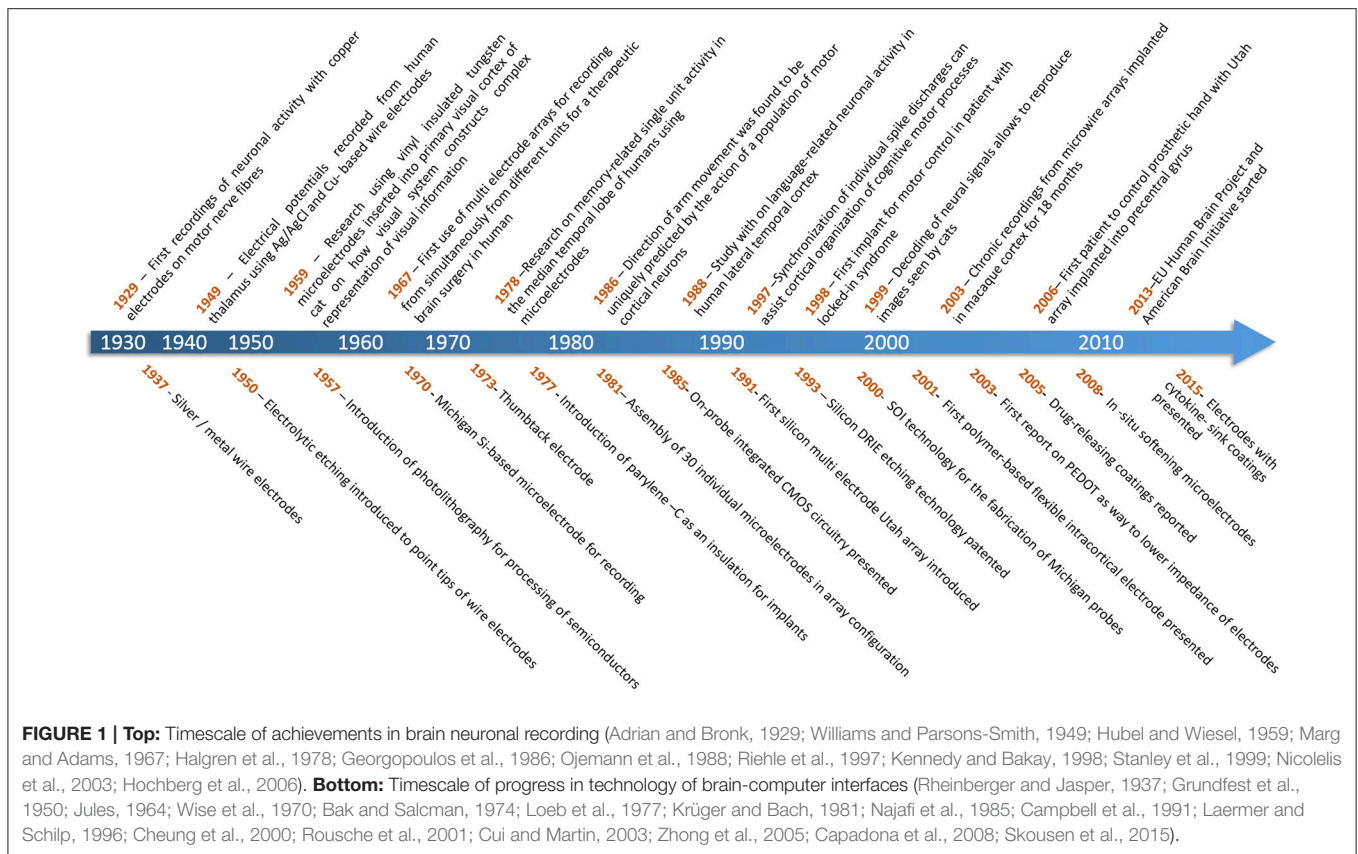 1929 – First recordings of neuronal activity with copper
electrodes on motor nerve fibres
1949 – Electrical potentials recorded from human
thalamus using Ag/AgCl and Cu- based wire electrodes
1959 – Research using vinyl insulated tungsten
microelectrodes inserted into primary visual cortex of
cat on how visual system constructs complex
representation of visual information
1967 – First use of multi electrode arrays for recording
from simultaneously from different units for a therapeutic
brain surgery in human
1978 –Research on memory-related single unit activity in
the median temporal lobe of humans using
microelectrodes
1986 – Direction of arm movement was found to be
uniquely predicted by the action of a population of motor
cortical neurons
1988 – Study with on language-related neuronal activity in
human lateral temporal cortex
1997 –Synchronization of individual spike discharges can
assist cortical organization of cognitive motor processes
1998 – First implant for motor control in patient with
locked-in syndrome
1999 – Decoding of neural signals allows to reproduce
images seen by cats
2003 – Chronic recordings from microwire arrays implanted
in macaque cortex for 18 months
2006 – First patient to control prosthetic hand with Utah
array implanted into precentral gyrus
2013 –EU Human Brain Project and
American Brain Initiative started
1930 1940 1950 1960 1970 1980 1990 2000 2010
1937 - Silver / metal wire electrodes
1950 – Electrolytic etching introduced to point tips of wire electrodes
1957 – Introduction of photolithography for processing of semiconductors
1970 – Michigan Si-based microelectrode for recording
1973 – Thumbtack electrode
1977 – Introduction of parylene –C as an insulation for implants
1981 – Assembly of 30 individual microelectrodes in array configuration
1985- On-probe integrated CMOS circuitry presented
1991 - First silicon multi electrode Utah array introduced
1993 – Silicon DRIE etching technology patented
2000- SOI technology for the fabrication of Michigan probes
2001- First polymer-based flexible intracortical electrode presented
2003 – First report on PEDOT as way to lower impedance of electrodes
2005- Drug-releasing coatings reported
2008- In -situ softening microelectrodes
2015- Electrodes with
cytokine- sink coatings
presented
FIGURE 1 | Top: Timescale of achievements in brain neuronal recording (Adrian and Bronk, 1929; Williams and Parsons-Smith, 1949; Hubel and Wiesel, 1959; Marg
and Adams, 1967; Halgren et al., 1978; Georgopoulos et al., 1986; Ojemann et al., 1988; Riehle et al., 1997; Kennedy and Bakay, 1998; Stanley et al., 1999; Nicolelis
et al., 2003; Hochberg et al., 2006). Bottom: Timescale of progress in technology of brain-computer interfaces (Rheinberger and Jasper, 1937; Grundfest et al.,
1950; Jules, 1964; Wise et al., 1970; Bak and Salcman, 1974; Loeb et al., 1977; Krüger and Bach, 1981; Najafi et al., 1985; Campbell et al., 1991; Laermer and
Schilp, 1996; Cheung et al., 2000; Rousche et al., 2001; Cui and Martin, 2003; Zhong et al., 2005; Capadona et al., 2008; Skousen et al., 2015).